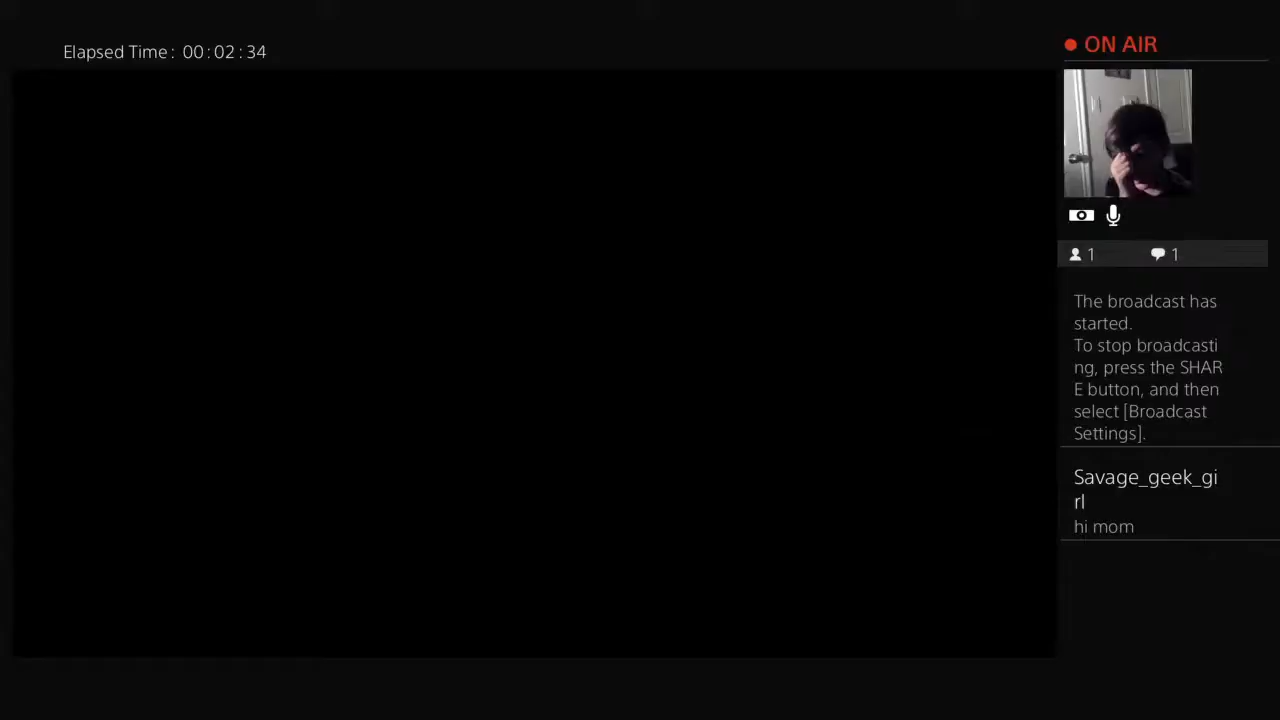 Elapsed Time: 00:02:34
ON AIR
1 1
The broadcast has
started.
To stop broadcasti
ng, press the SHAR
E button, and then
select [Broadcast
Settings].
Savage_geek_gi
rl
hi mom